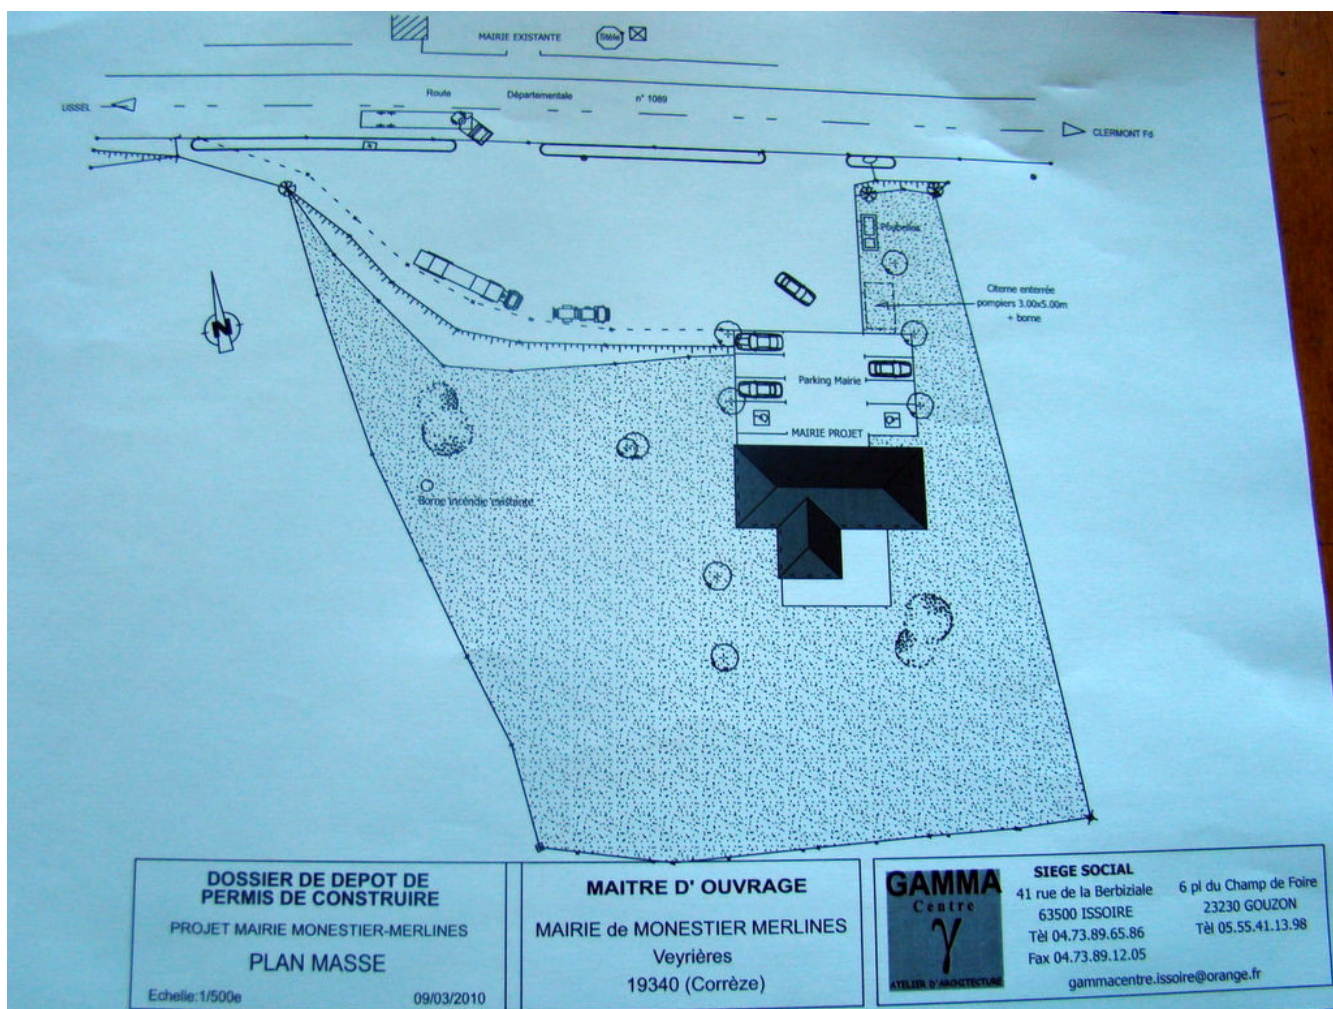 MAIRIE EXISTANTE
Stèle
USSEL
Route Départementale n° 1089
CLERMONT Fd
N
Citerne enterrée
pompiers 3.00x5.00m
+ borne
Parking Mairie
MAIRIE PROJET
Borne incendie existante
DOSSIER DE DEPOT DE
PERMIS DE CONSTRUIRE
PROJET MAIRIE MONESTIER-MERLINES
PLAN MASSE
Echelle:1/500e
09/03/2010
MAITRE D' OUVRAGE
MAIRIE de MONESTIER MERLINES
Veyrières
19340 (Corrèze)
GAMMA
Centre
γ
ATELIER D'ARCHITECTURE
SIEGE SOCIAL
41 rue de la Berbiziale
63500 ISSOIRE
Tèl 04.73.89.65.86
Fax 04.73.89.12.05
6 pl du Champ de Foire
23230 GOUZON
Tèl 05.55.41.13.98
gammacentre.issoire@orange.fr